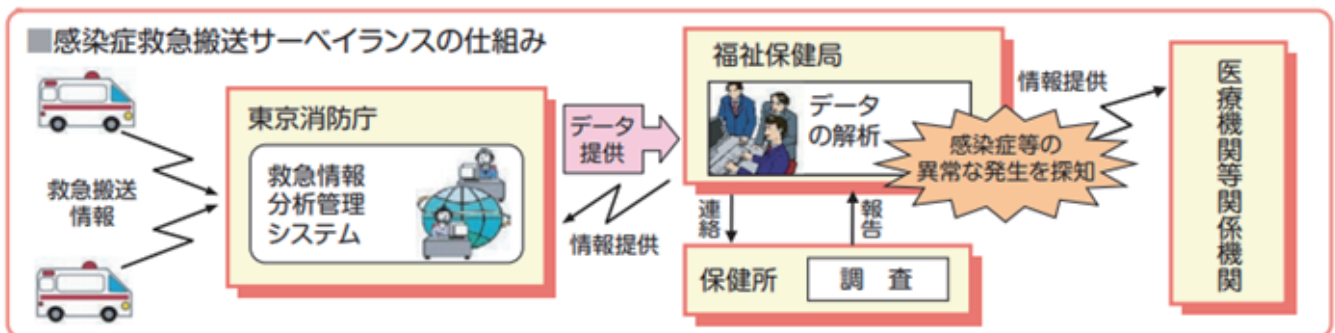 ■感染症救急搬送サーベイランスの仕組み
救急搬送
情報
東京消防庁
救急情報
分析管理
システム
データ
提供
情報提供
福祉保健局
データ
の解析
感染症等の
異常な発生を探知
連絡
報告
保健所
調査
情報提供
医療機関等関係機関